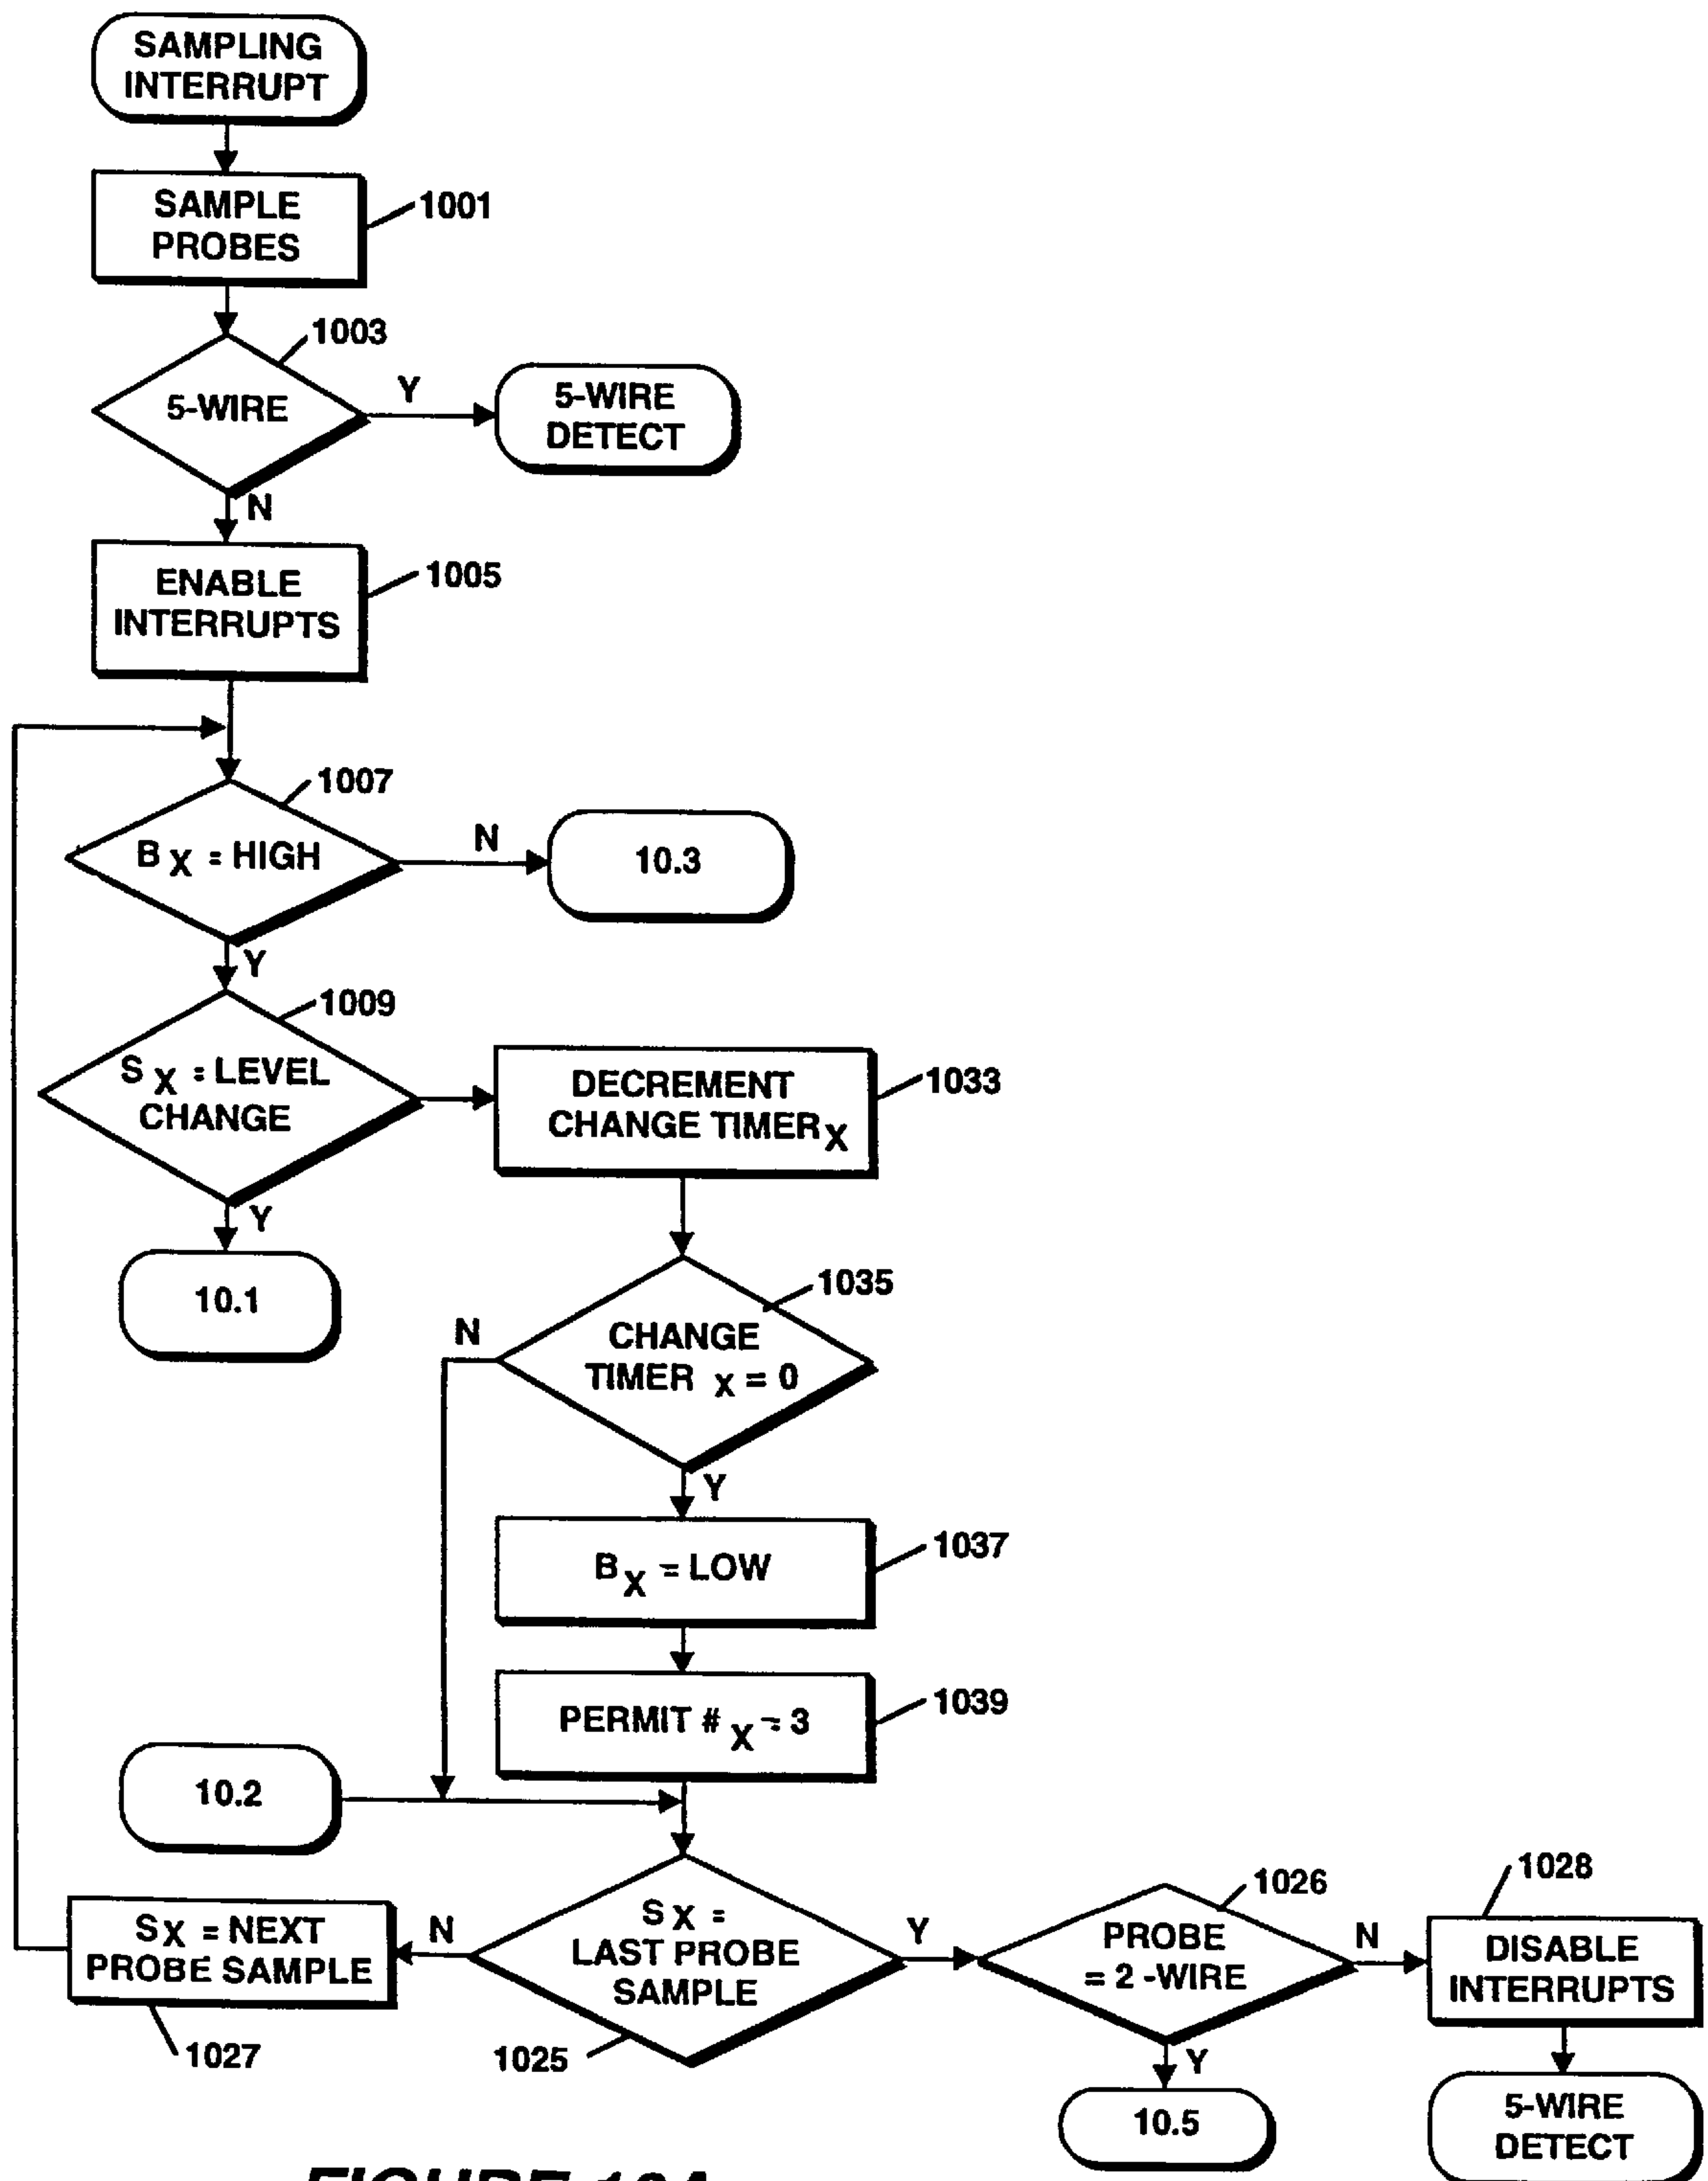 SAMPLING
INTERRUPT
SAMPLE
PROBES
1001
1003
5-WIRE
Y
5-WIRE
DETECT
N
ENABLE
INTERRUPTS
1005
1007
B X = HIGH
N
10.3
Y
1009
S X = LEVEL
CHANGE
DECREMENT
CHANGE TIMER X
1033
Y
10.1
1035
N
CHANGE
TIMER X = 0
Y
B X = LOW
1037
PERMIT # X = 3
1039
10.2
S X = NEXT
PROBE SAMPLE
1027
N
S X =
LAST PROBE
SAMPLE
1025
Y
1026
PROBE
= 2 -WIRE
N
1028
DISABLE
INTERRUPTS
Y
10.5
5-WIRE
DETECT
FIGURE 10A